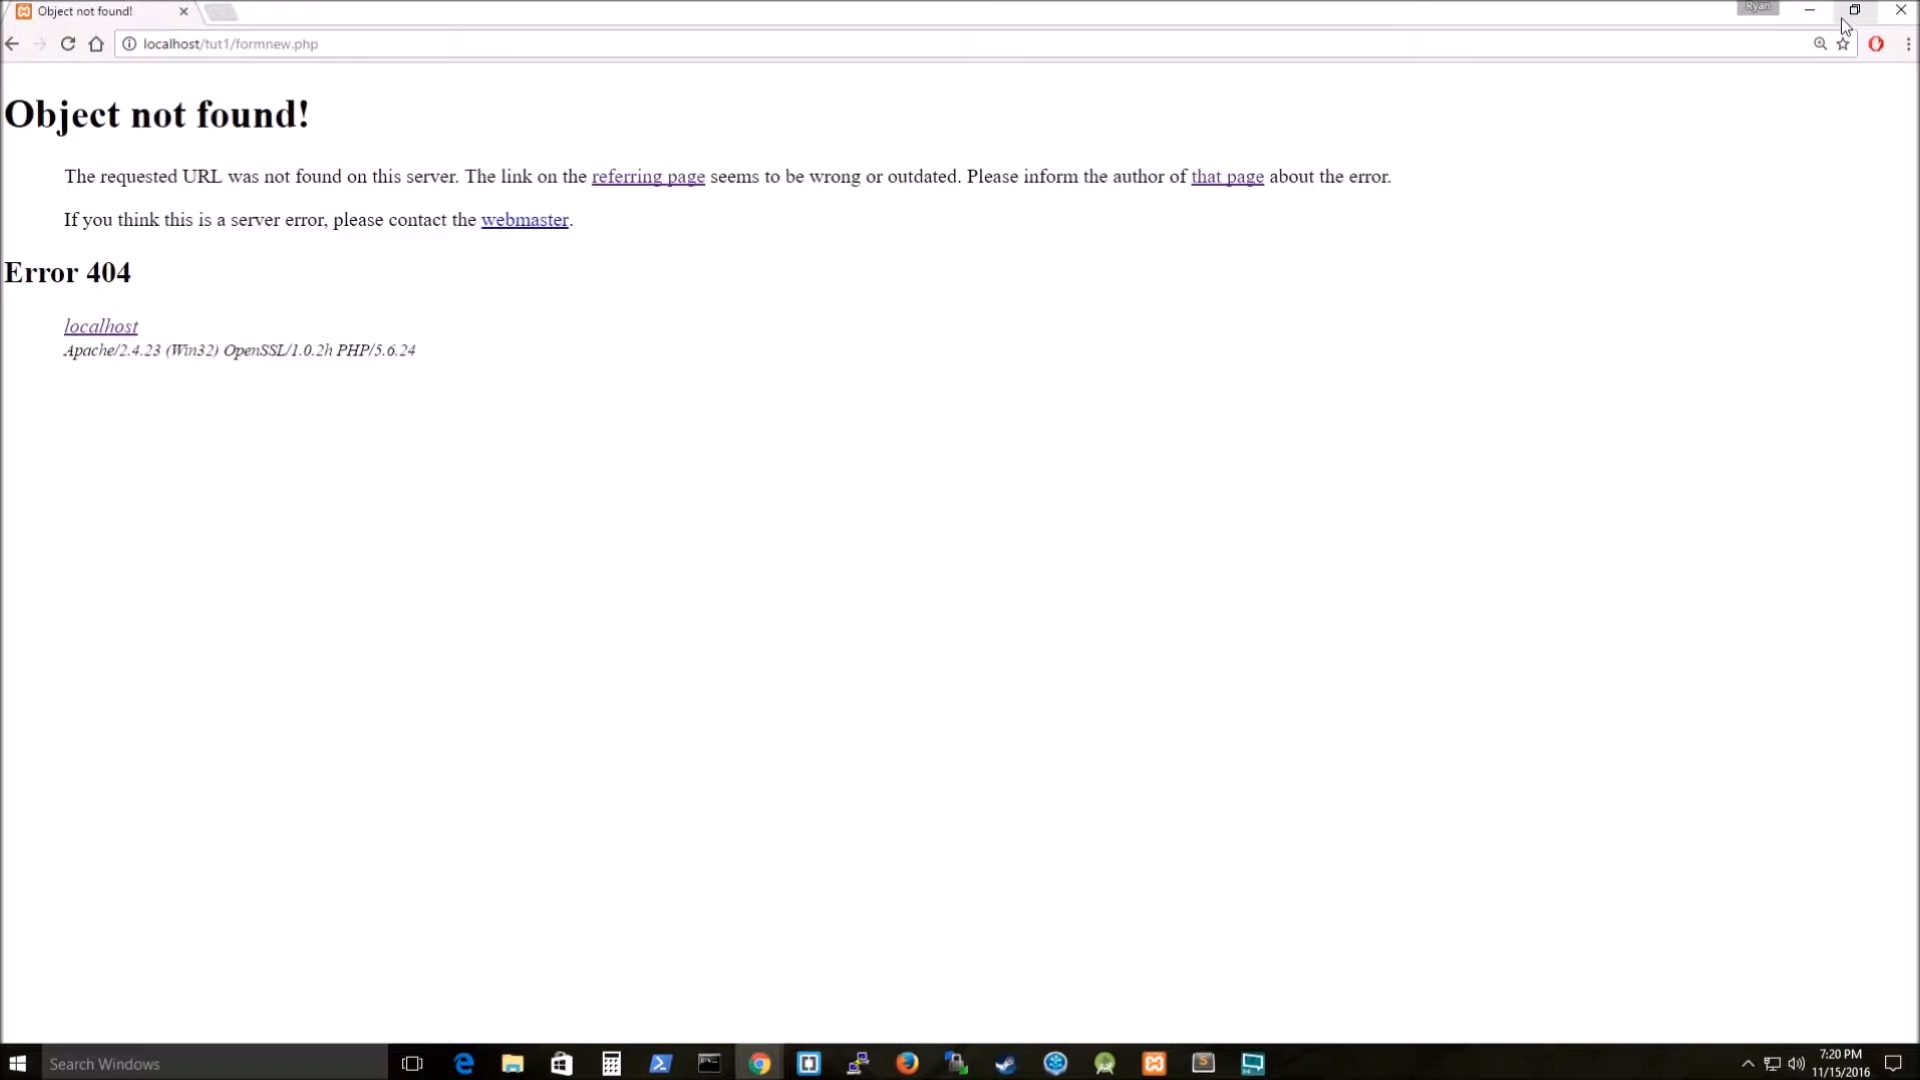 Object not found!
Ryan
localhost/tut1/formnew.php
Object not found!
The requested URL was not found on this server. The link on the referring page seems to be wrong or outdated. Please inform the author of that page about the error.
If you think this is a server error, please contact the webmaster.
Error 404
localhost
Apache/2.4.23 (Win32) OpenSSL/1.0.2h PHP/5.6.24
Search Windows
7:20 PM
11/15/2016